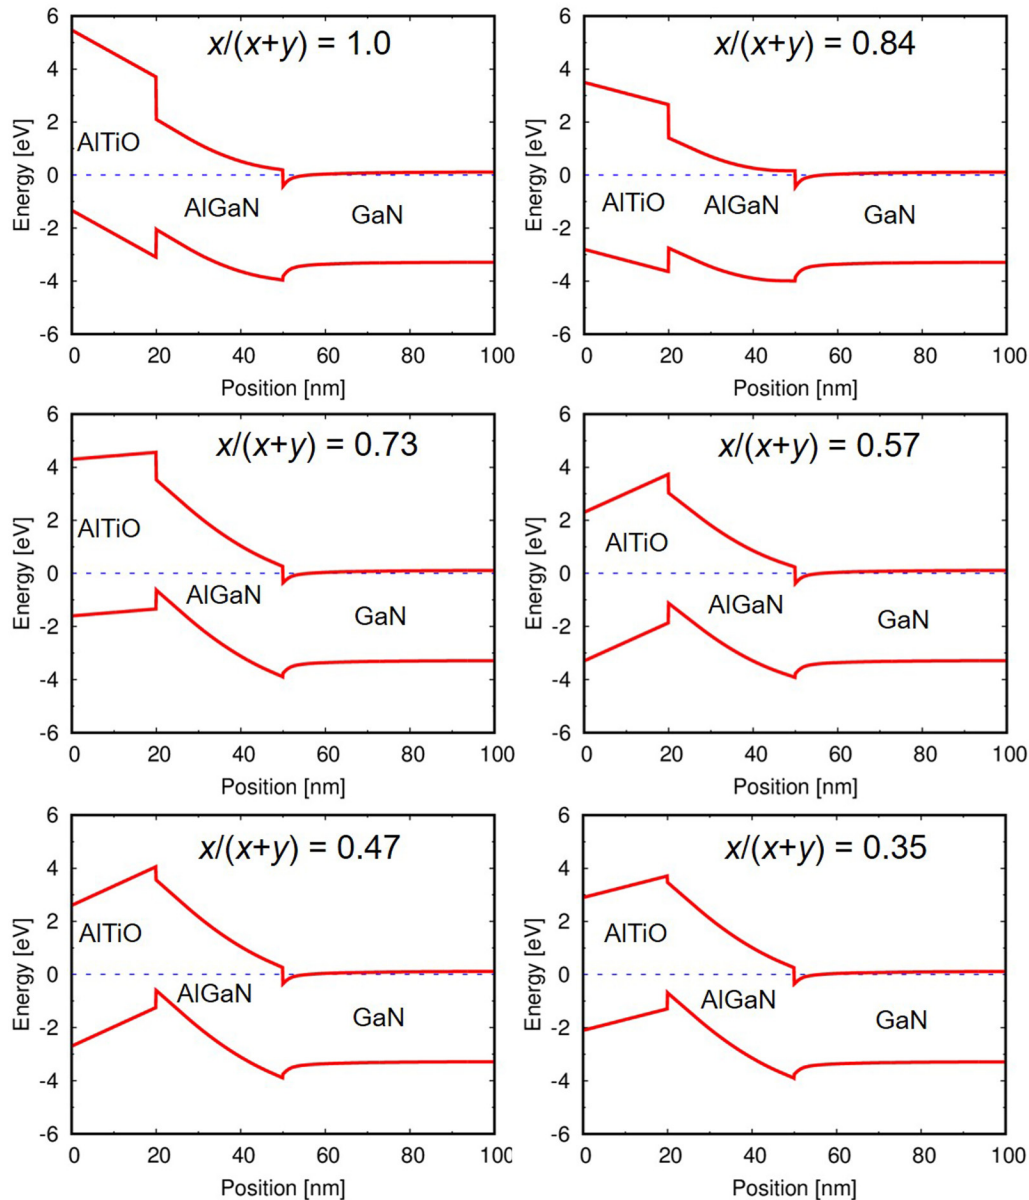 x/(x+y) = 1.0
6
4
2
0
-2
-4
-6
Energy [eV]
AlTiO
AlGaN
GaN
0 20 40 60 80 100
Position [nm]
x/(x+y) = 0.84
6
4
2
0
-2
-4
-6
Energy [eV]
AlTiO
AlGaN
GaN
0 20 40 60 80 100
Position [nm]
x/(x+y) = 0.73
6
4
2
0
-2
-4
-6
Energy [eV]
AlTiO
AlGaN
GaN
0 20 40 60 80 100
Position [nm]
x/(x+y) = 0.57
6
4
2
0
-2
-4
-6
Energy [eV]
AlTiO
AlGaN
GaN
0 20 40 60 80 100
Position [nm]
x/(x+y) = 0.47
6
4
2
0
-2
-4
-6
Energy [eV]
AlTiO
AlGaN
GaN
0 20 40 60 80 100
Position [nm]
x/(x+y) = 0.35
6
4
2
0
-2
-4
-6
Energy [eV]
AlTiO
AlGaN
GaN
0 20 40 60 80 100
Position [nm]